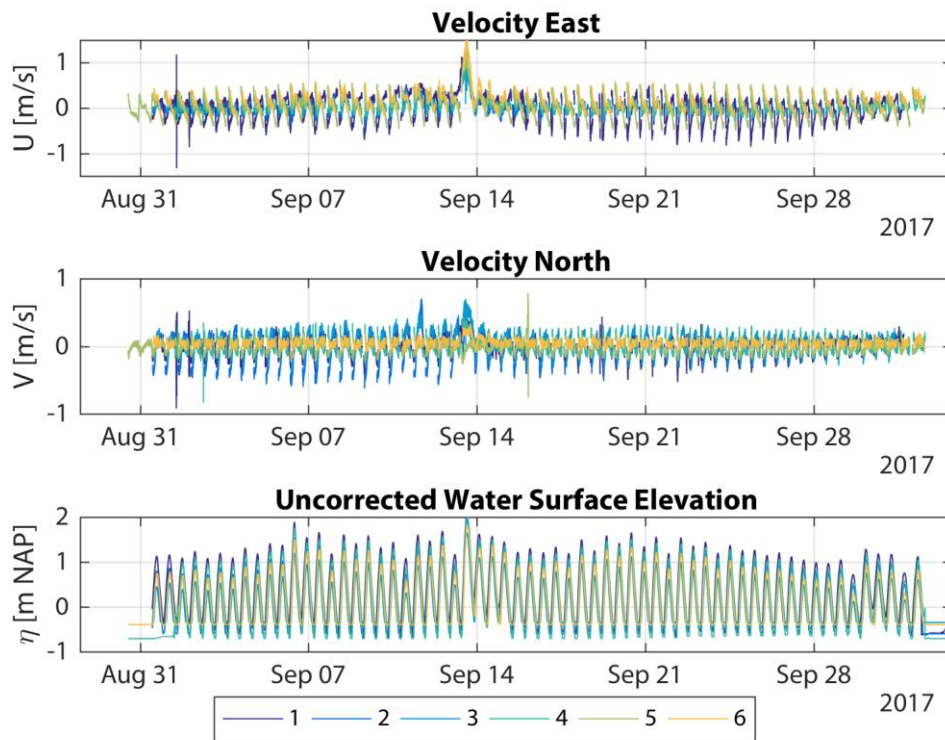 Velocity East
U [m/s]
1
0
-1
Aug 31 Sep 07 Sep 14 Sep 21 Sep 28
2017
Velocity North
V [m/s]
1
0
-1
Aug 31 Sep 07 Sep 14 Sep 21 Sep 28
2017
Uncorrected Water Surface Elevation
η [m NAP]
2
1
0
-1
Aug 31 Sep 07 Sep 14 Sep 21 Sep 28
2017
1 2 3 4 5 6